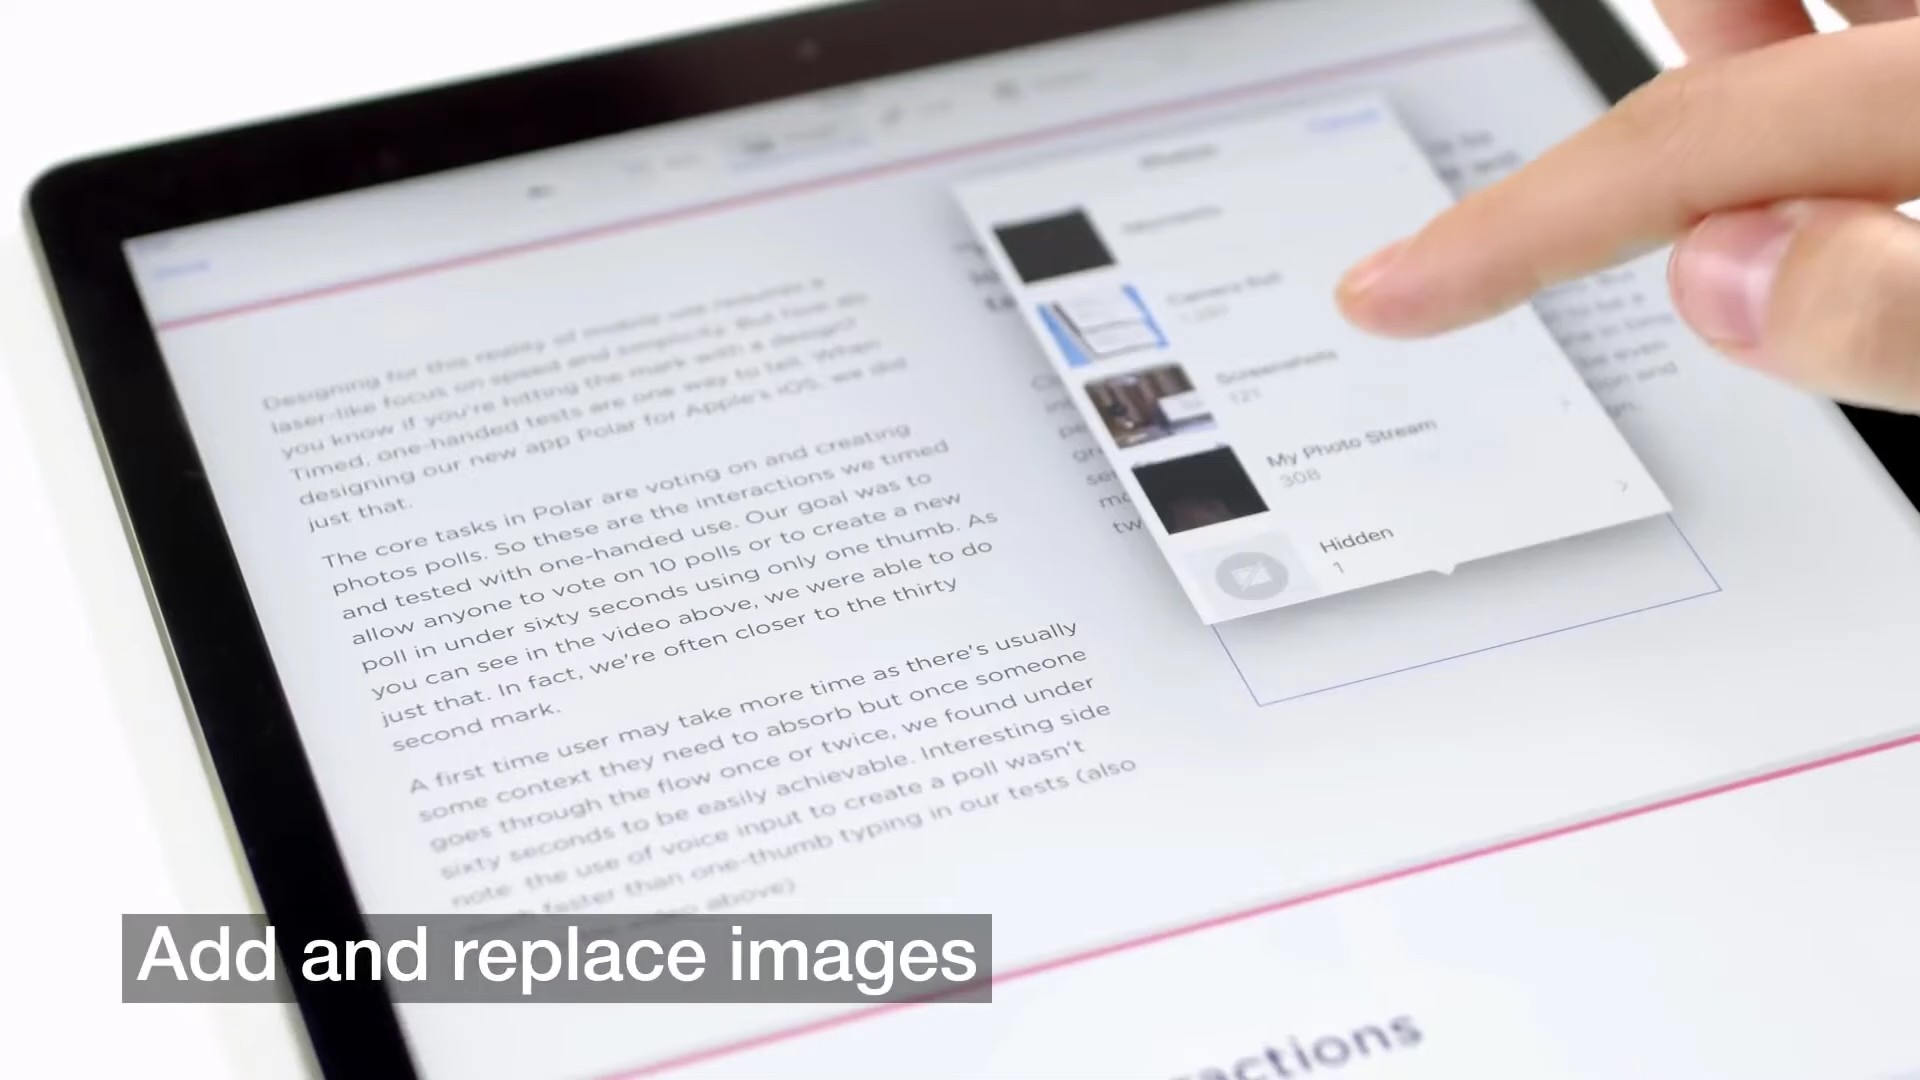 Photos
Moments
Camera Roll
Screenshots
121
My Photo Stream
308
Hidden
1
Designing for this reality of mobile use requires a
laser-like focus on speed and simplicity. But how do
you know if you're hitting the mark with a design?
Timed, one-handed tests are one way to tell. When
designing our new app Polar for Apple's iOS, we did
just that.
The core tasks in Polar are voting on and creating
photos polls. So these are the interactions we timed
and tested with one-handed use. Our goal was to
allow anyone to vote on 10 polls or to create a new
poll in under sixty seconds using only one thumb. As
you can see in the video above, we were able to do
just that. In fact, we're often closer to the thirty
second mark.
A first time user may take more time as there's usually
some context they need to absorb but once someone
goes through the flow once or twice, we found under
sixty seconds to be easily achievable. Interesting side
note: the use of voice input to create a poll wasn't
faster than one-thumb typing in our tests (also
above)
Add and replace images
actions